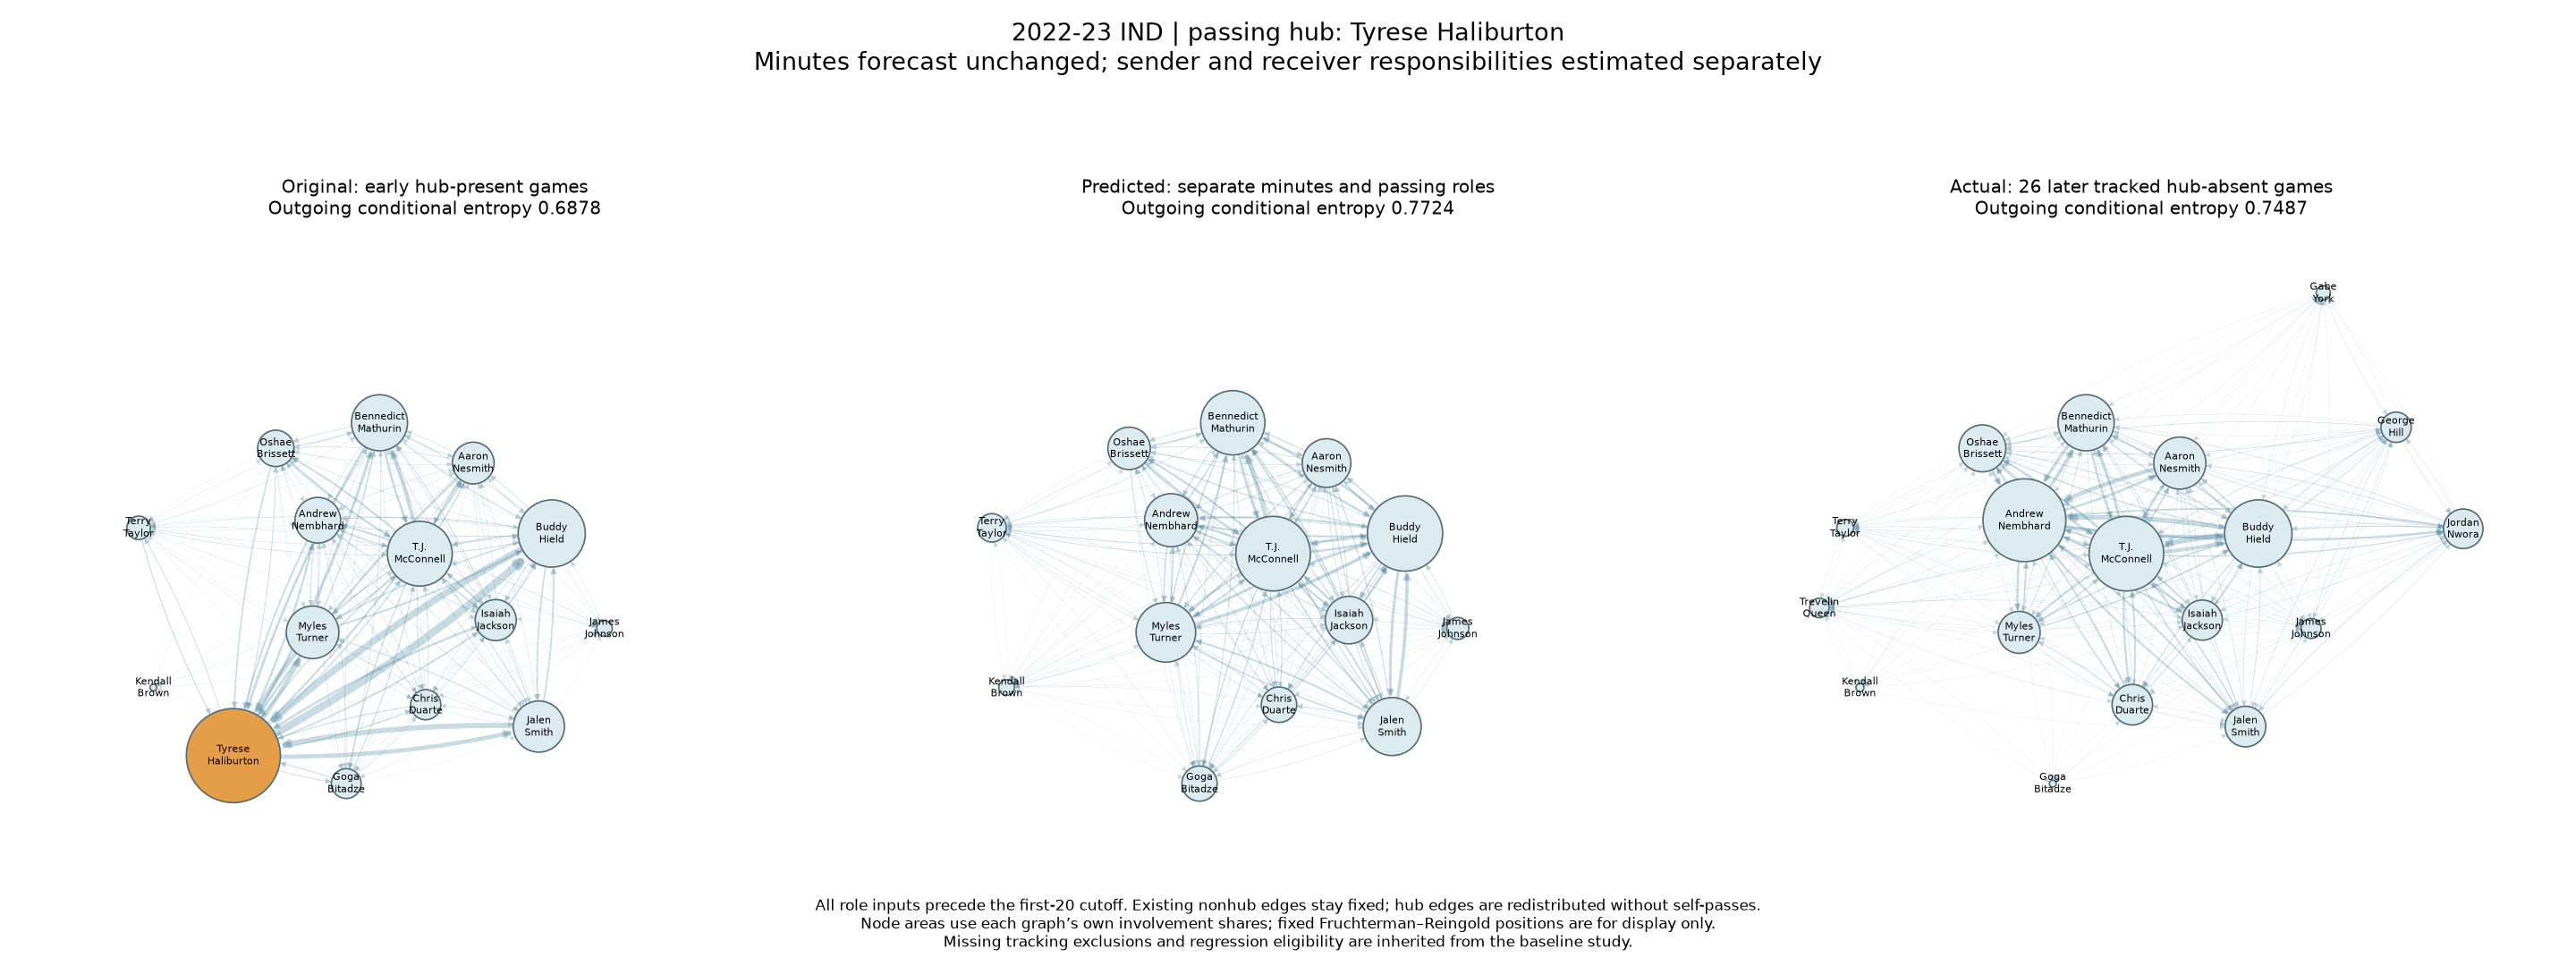 2022-23 IND | passing hub: Tyrese Haliburton
Minutes forecast unchanged; sender and receiver responsibilities estimated separately
Original: early hub-present games
Outgoing conditional entropy 0.6878
Bennedict
Mathurin
Oshae
Brissett
Aaron
Nesmith
Andrew
Nembhard
Terry
Taylor
Buddy
Hield
T.J.
McConnell
Isaiah
Jackson
James
Johnson
Myles
Turner
Kendall
Brown
Chris
Duarte
Jalen
Smith
Tyrese
Haliburton
Goga
Bitadze
Predicted: separate minutes and passing roles
Outgoing conditional entropy 0.7724
Bennedict
Mathurin
Oshae
Brissett
Aaron
Nesmith
Andrew
Nembhard
Terry
Taylor
Buddy
Hield
T.J.
McConnell
Isaiah
Jackson
James
Johnson
Myles
Turner
Kendall
Brown
Chris
Duarte
Jalen
Smith
Goga
Bitadze
Actual: 26 later tracked hub-absent games
Outgoing conditional entropy 0.7487
Gabe
York
Bennedict
Mathurin
George
Hill
Oshae
Brissett
Aaron
Nesmith
Andrew
Nembhard
Terry
Taylor
Buddy
Hield
Jordan
Nwora
T.J.
McConnell
Trevelin
Queen
Isaiah
Jackson
James
Johnson
Myles
Turner
Kendall
Brown
Chris
Duarte
Jalen
Smith
Goga
Bitadze
All role inputs precede the first-20 cutoff. Existing nonhub edges stay fixed; hub edges are redistributed without self-passes.
Node areas use each graph’s own involvement shares; fixed Fruchterman–Reingold positions are for display only.
Missing tracking exclusions and regression eligibility are inherited from the baseline study.